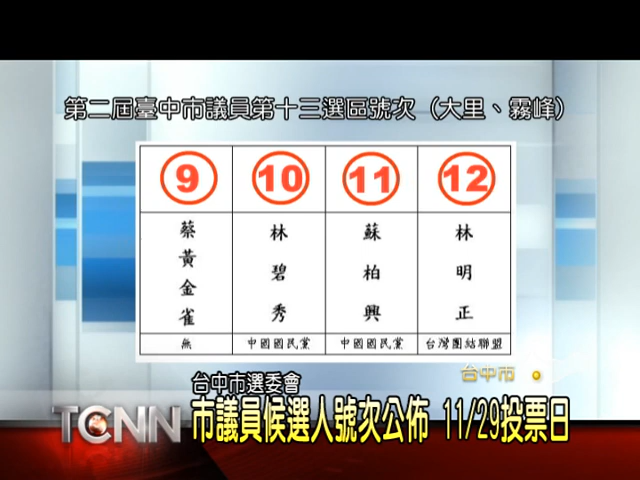 第二屆臺中市議員第十三選區號次 (大里、霧峰)
9 10 11 12
蔡黃金雀 林碧秀 蘇柏興 林明正
無 中國國民黨 中國國民黨 台灣團結聯盟
台中市
台中市選委會
TCNN 市議員候選人號次公佈 11/29投票日